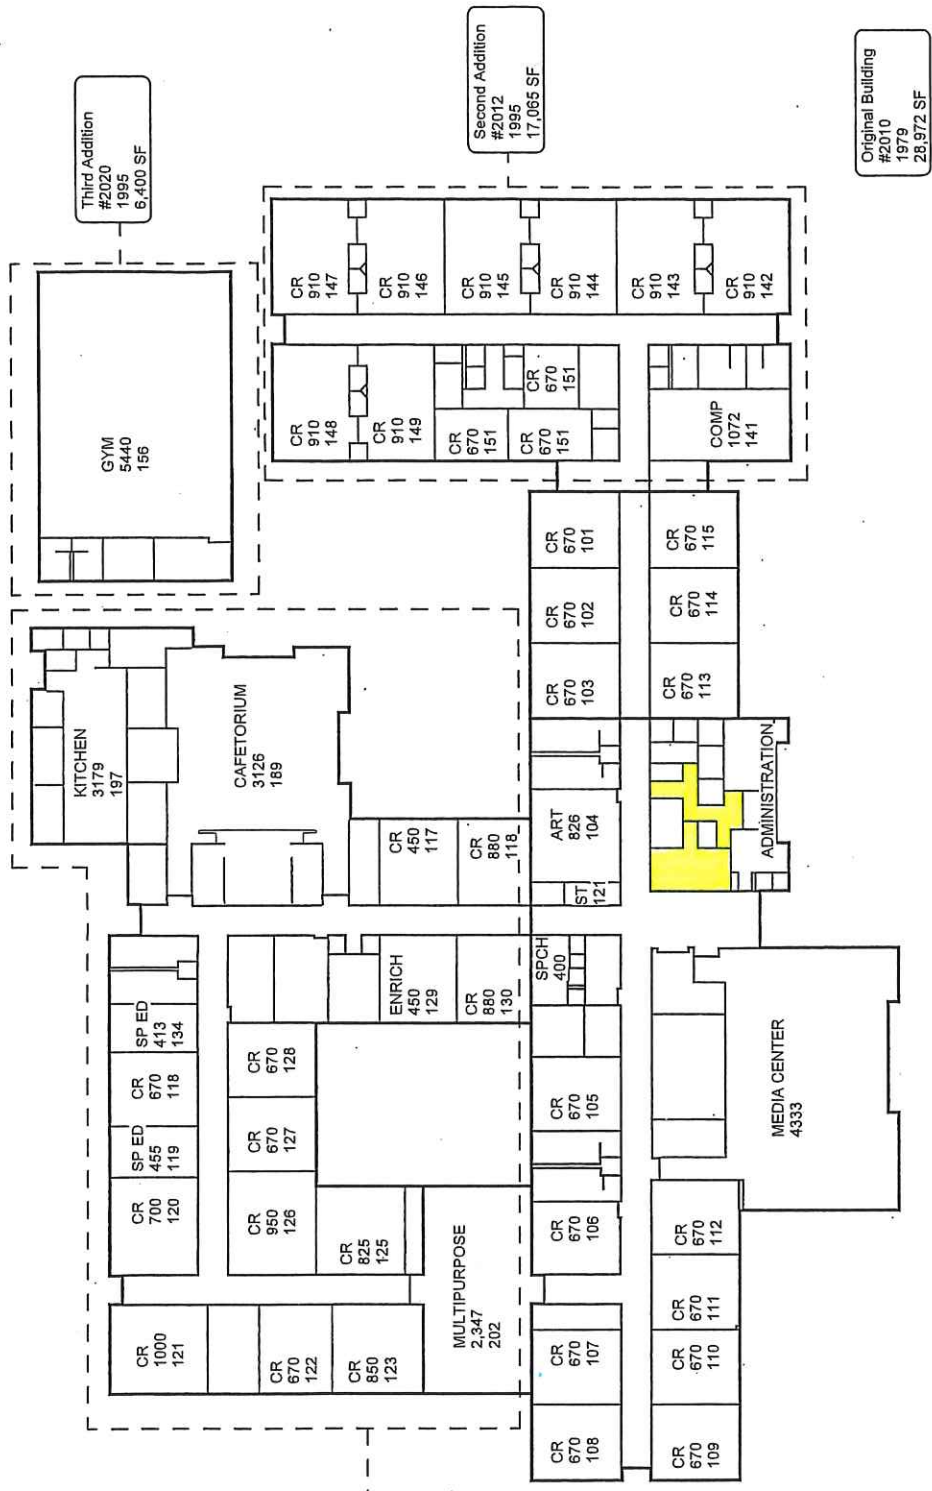 Third Addition
#2020
1995
6,400 SF
Second Addition
#2012
1995
17,065 SF
Original Building
#2010
1979
28,972 SF
GYM
5440
156
CR
910
147
CR
910
146
CR
910
145
CR
910
144
CR
910
143
CR
910
142
CR
910
148
CR
910
149
CR
670
151
CR
670
151
CR
670
151
COMP
1072
141
KITCHEN
3179
197
CAFETORIUM
3126
189
CR
450
117
CR
880
118
CR
670
101
CR
670
102
CR
670
103
CR
670
115
CR
670
114
CR
670
113
ART
826
104
ST
121
ADMINISTRATION
SP ED
413
134
CR
670
118
SP ED
455
119
CR
700
120
CR
670
128
CR
670
127
CR
950
126
CR
825
125
ENRICH
450
129
CR
880
130
SPCH
400
CR
670
105
CR
670
106
MEDIA CENTER
4333
CR
1000
121
CR
670
122
CR
850
123
MULTIPURPOSE
2,347
202
CR
670
107
CR
670
108
CR
670
112
CR
670
111
CR
670
110
CR
670
109